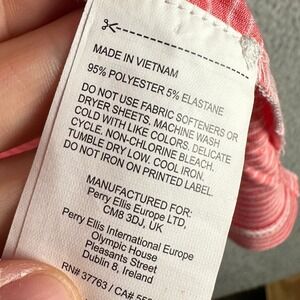 MADE IN VIETNAM
95% POLYESTER 5% ELASTANE
DO NOT USE FABRIC SOFTENERS OR
DRYER SHEETS. MACHINE WASH
COLD WITH LIKE COLORS. DELICATE
CYCLE. NON-CHLORINE BLEACH.
TUMBLE DRY LOW. COOL IRON.
DO NOT IRON ON PRINTED LABEL.
MANUFACTURED FOR:
Perry Ellis Europe LTD,
CM8 3DJ, UK
Perry Ellis International Europe
Olympic House
Pleasants Street
Dublin 8, Ireland
RN# 37763 / CA#